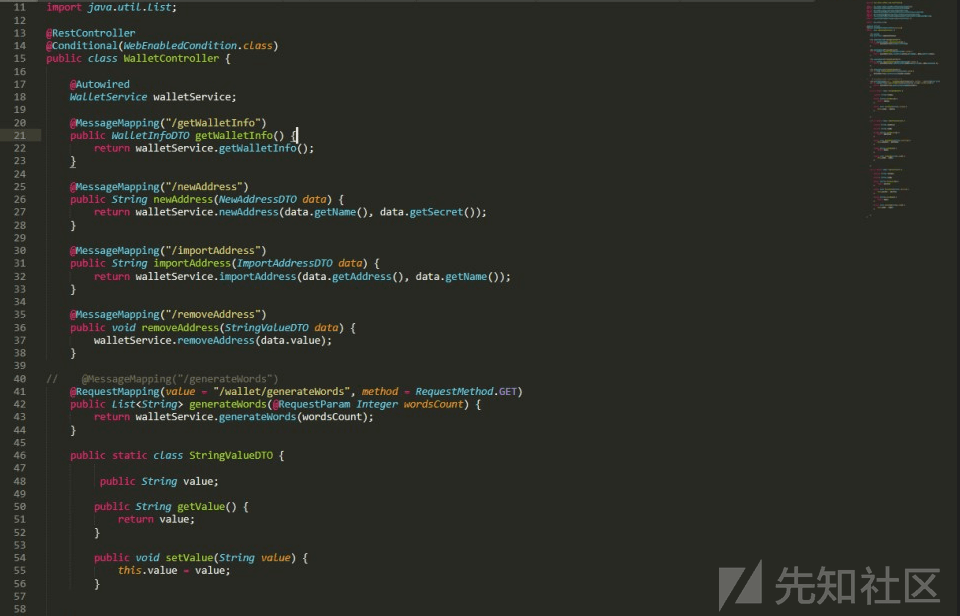 11 import java.util.List;
12
13 @RestController
14 @Conditional(WebEnabledCondition.class)
15 public class WalletController {
16
17     @Autowired
18     WalletService walletService;
19
20     @MessageMapping("/getWalletInfo")
21     public WalletInfoDTO getWalletInfo() {
22         return walletService.getWalletInfo();
23     }
24
25     @MessageMapping("/newAddress")
26     public String newAddress(NewAddressDTO data) {
27         return walletService.newAddress(data.getName(), data.getSecret());
28     }
29
30     @MessageMapping("/importAddress")
31     public String importAddress(ImportAddressDTO data) {
32         return walletService.importAddress(data.getAddress(), data.getName());
33     }
34
35     @MessageMapping("/removeAddress")
36     public void removeAddress(StringValueDTO data) {
37         walletService.removeAddress(data.value);
38     }
39
40 //    @MessageMapping("/generateWords")
41     @RequestMapping(value = "/wallet/generateWords", method = RequestMethod.GET)
42     public List<String> generateWords(@RequestParam Integer wordsCount) {
43         return walletService.generateWords(wordsCount);
44     }
45
46     public static class StringValueDTO {
47
48         public String value;
49
50         public String getValue() {
51             return value;
52         }
53
54         public void setValue(String value) {
55             this.value = value;
56         }
57
58
先知社区